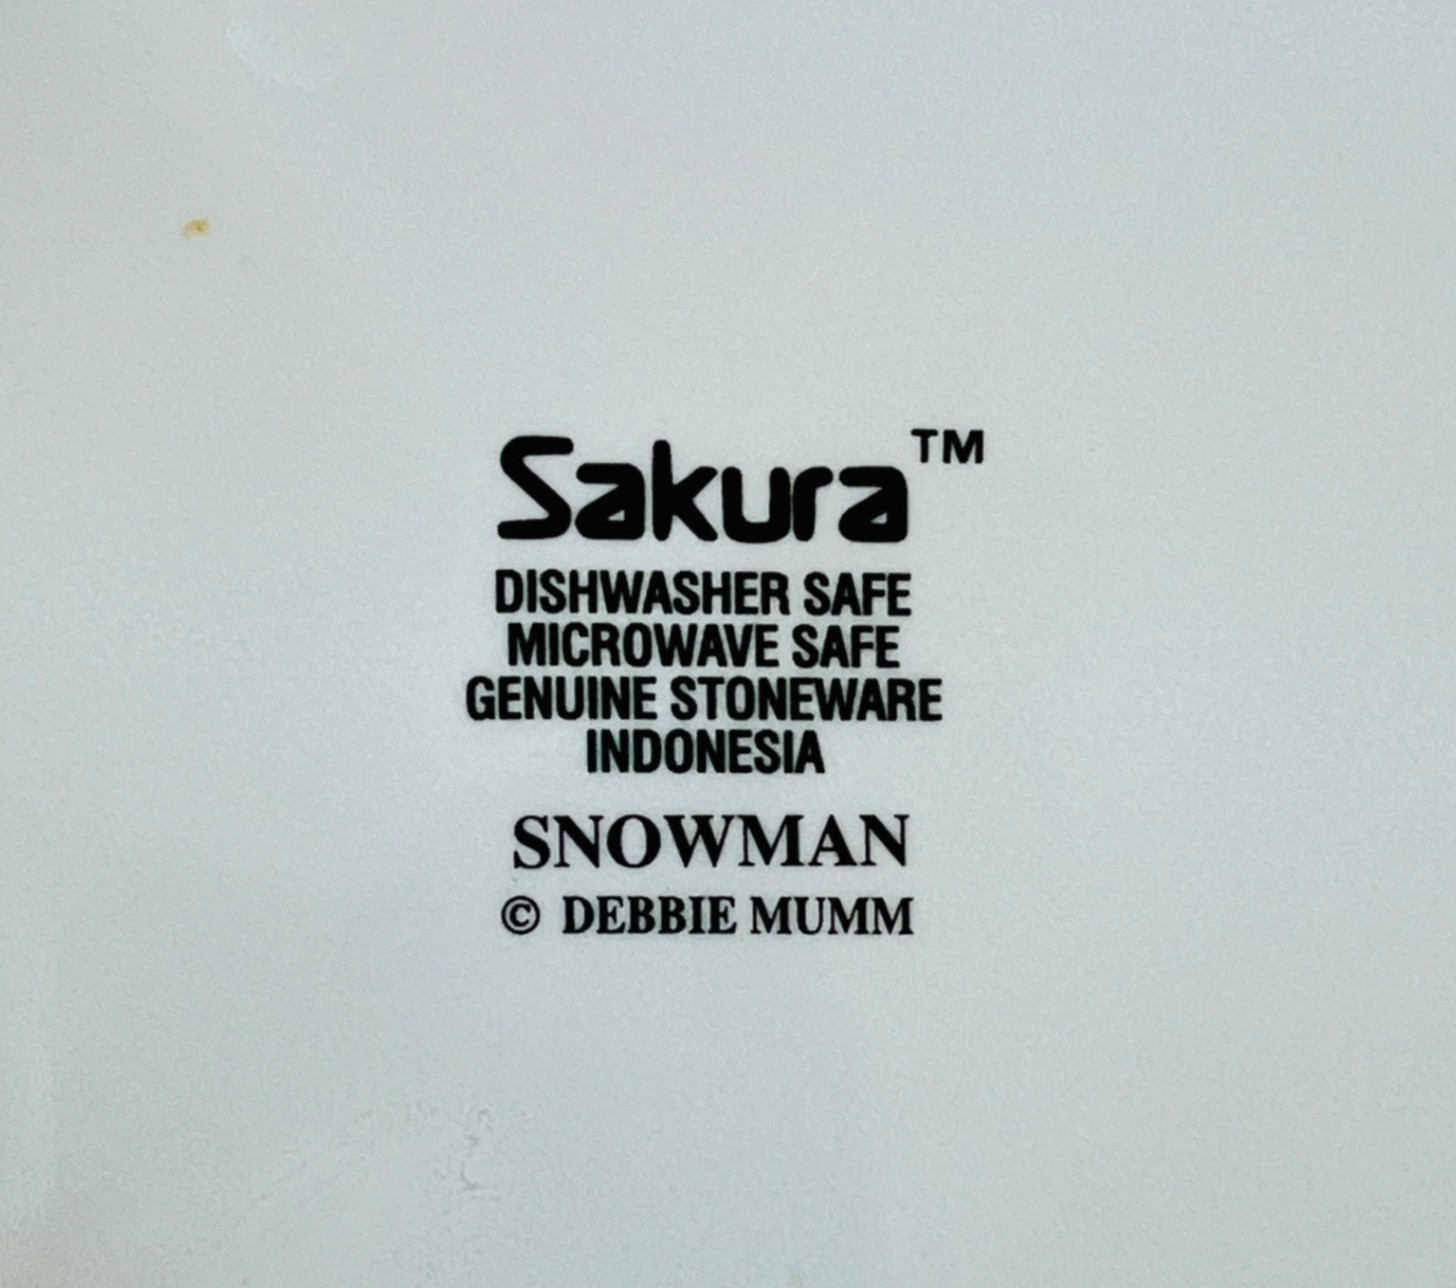 Sakura™
DISHWASHER SAFE
MICROWAVE SAFE
GENUINE STONEWARE
INDONESIA
SNOWMAN
© DEBBIE MUMM